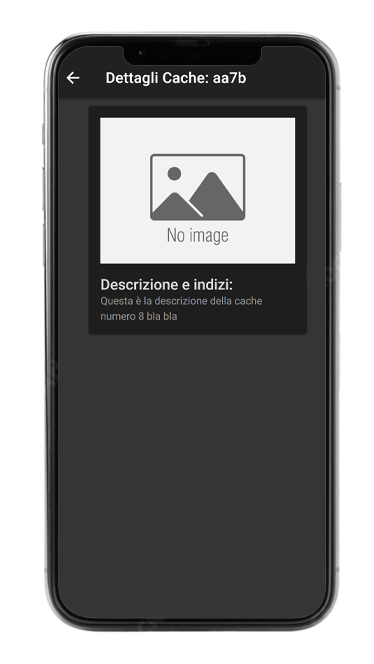 Dettagli Cache: aa7b
No image
Descrizione e indizi:
Questa è la descrizione della cache
numero 8 bla bla